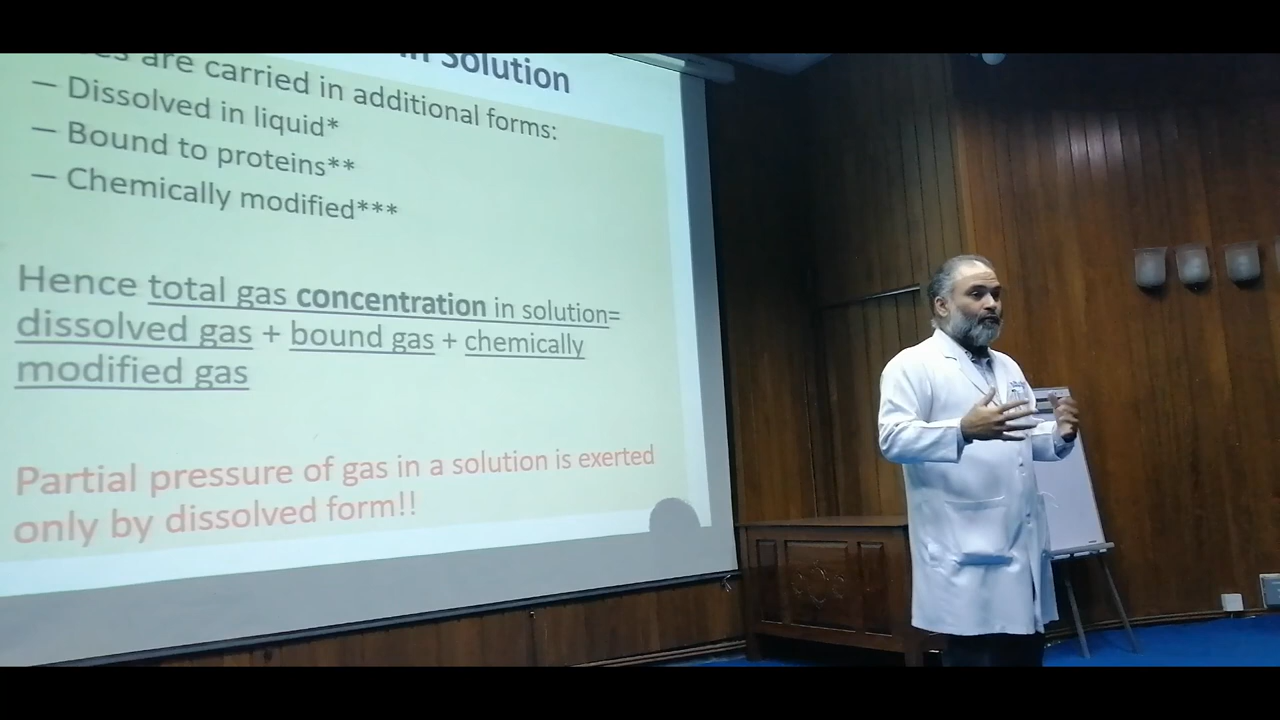 in Solution
are carried in additional forms:
– Dissolved in liquid*
– Bound to proteins**
– Chemically modified***
Hence total gas concentration in solution=
dissolved gas + bound gas + chemically
modified gas
Partial pressure of gas in a solution is exerted
only by dissolved form!!